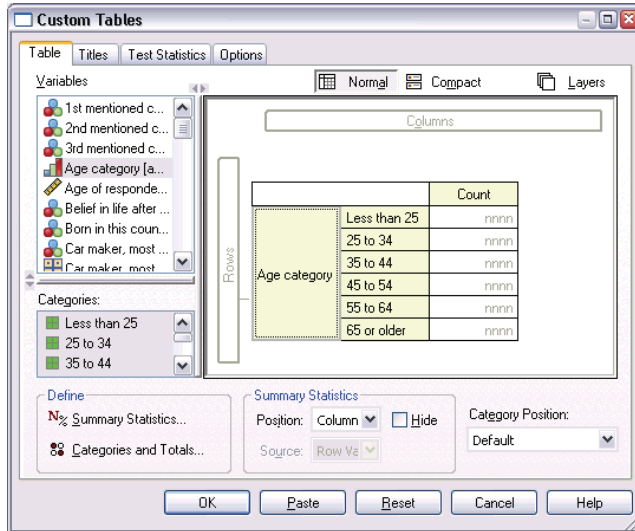 Custom Tables
Table Titles Test Statistics Options
Variables
Normal Compact Layers
1st mentioned c...
2nd mentioned c...
3rd mentioned c...
Age category [a...
Age of responde...
Belief in life after ...
Born in this coun...
Car maker, most ...
Car maker, most
Categories:
Less than 25
25 to 34
35 to 44
Columns
Rows
Count
Age category
Less than 25 nnnn
25 to 34 nnnn
35 to 44 nnnn
45 to 54 nnnn
55 to 64 nnnn
65 or older nnnn
Define
N% Summary Statistics...
Categories and Totals...
Summary Statistics
Position: Column Hide
Source: Row Va
Category Position:
Default
OK Paste Reset Cancel Help